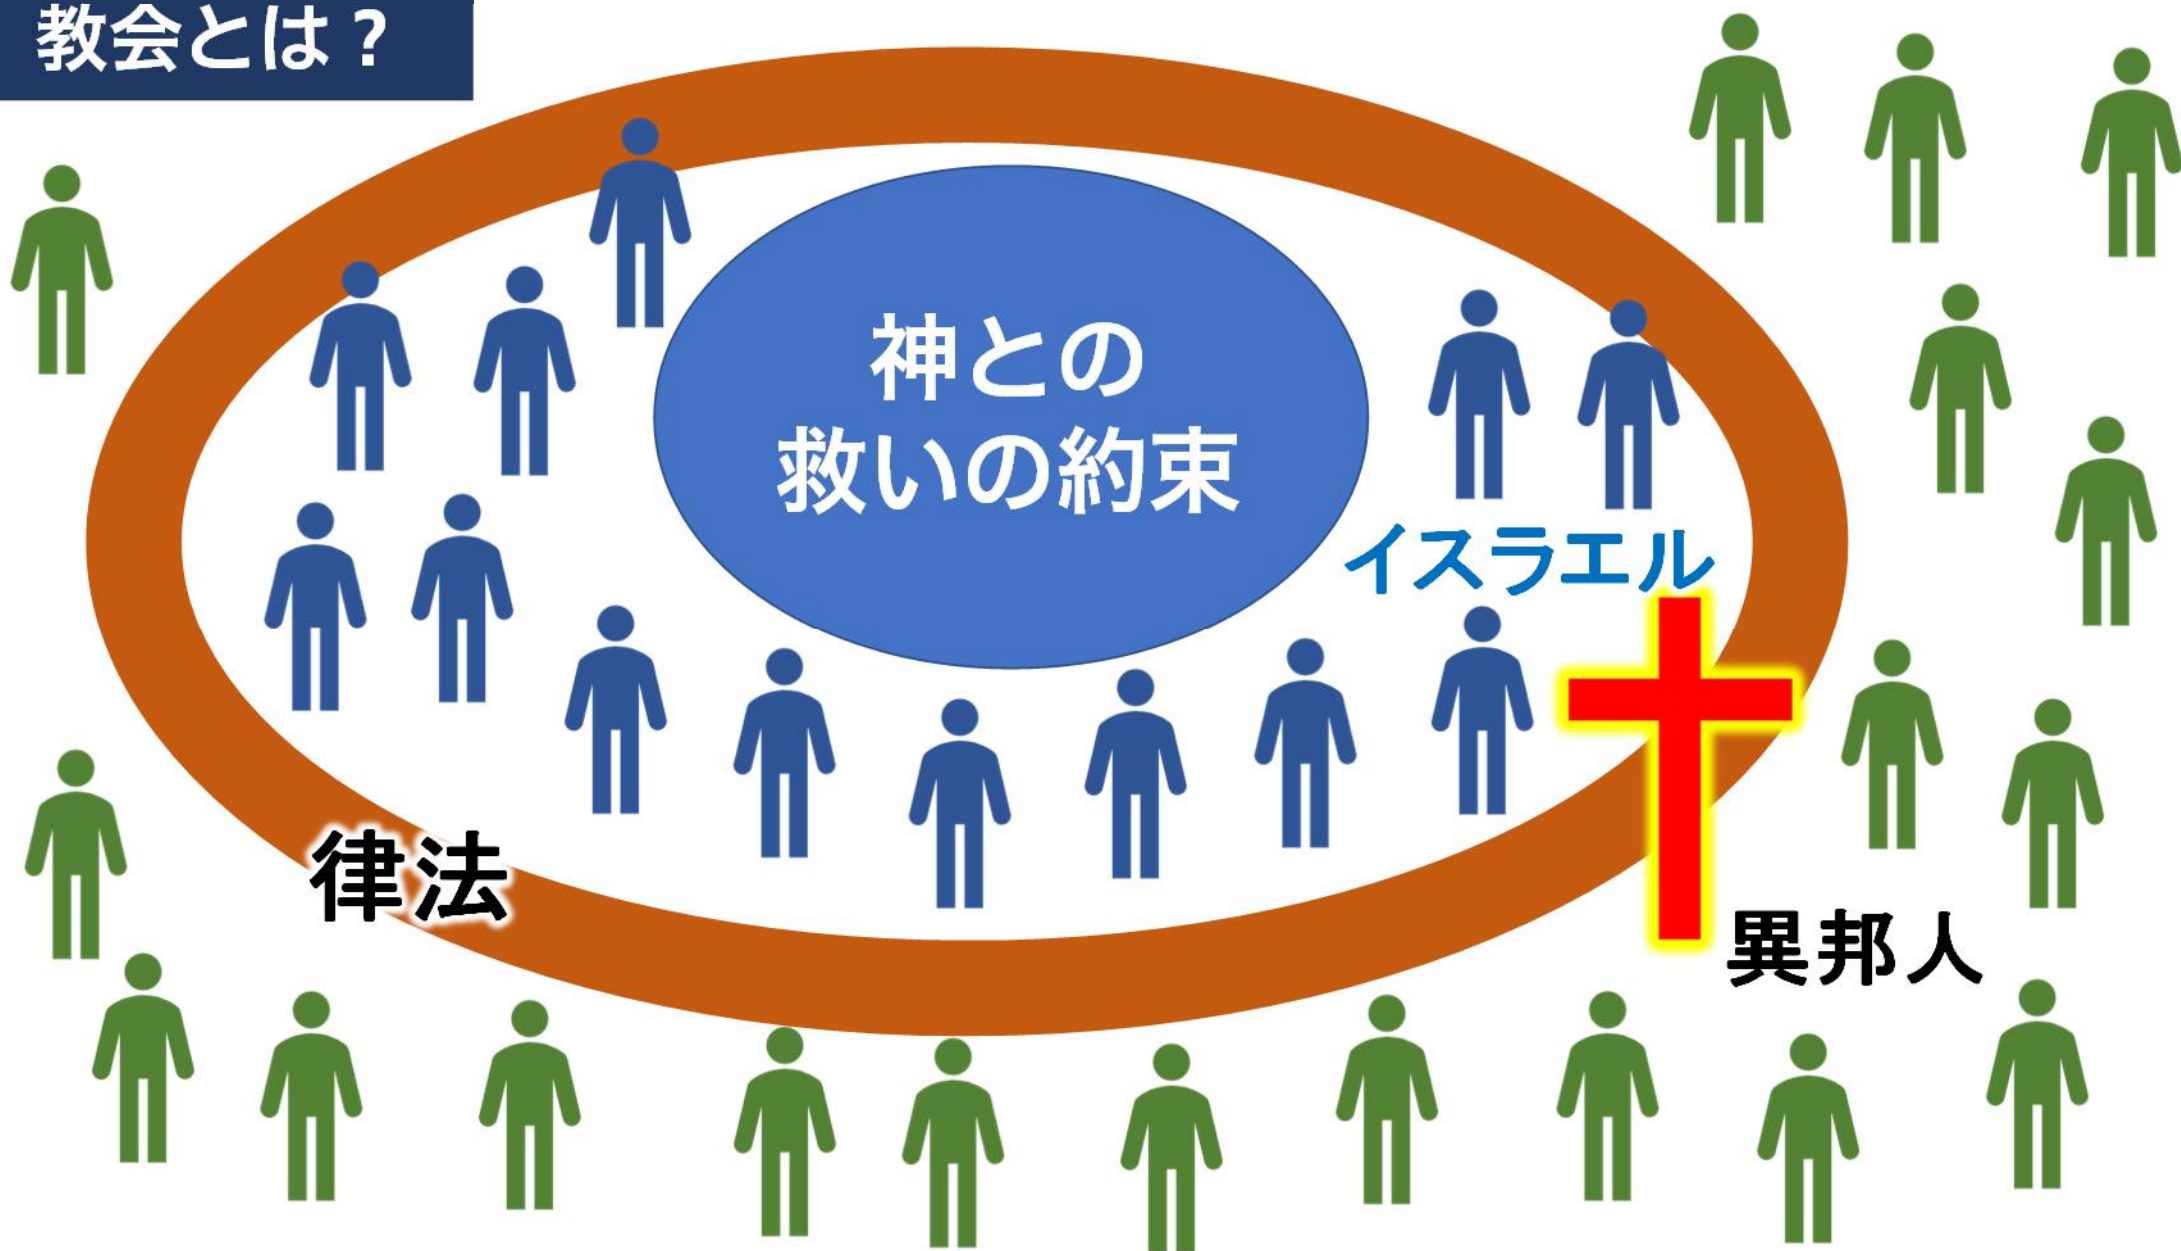 教会とは？
神との
救いの約束
イスラエル
律法
異邦人